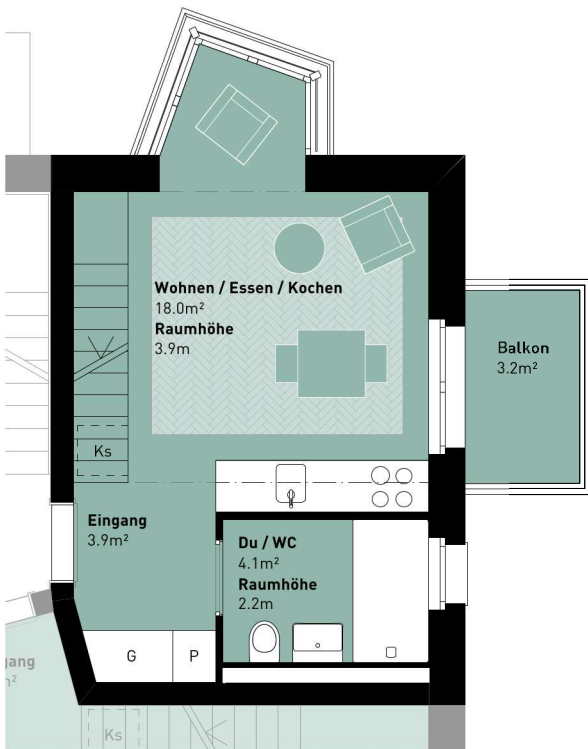 Wohnen / Essen / Kochen
18.0m²
Raumhöhe
3.9m
Balkon
3.2m²
Ks
Eingang
3.9m²
Du / WC
4.1m²
Raumhöhe
2.2m
G
P
gang
Ks